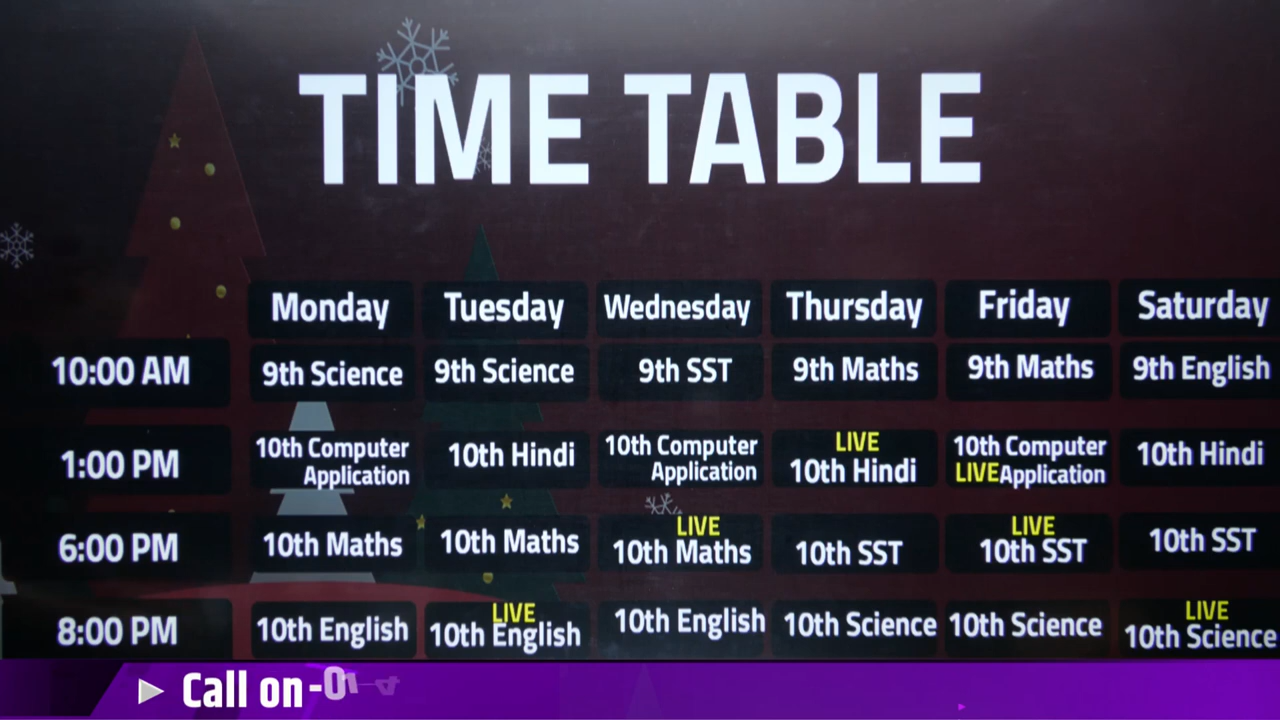 TIME TABLE
Monday Tuesday Wednesday Thursday Friday Saturday
10:00 AM 9th Science 9th Science 9th SST 9th Maths 9th Maths 9th English
1:00 PM 10th Computer Application 10th Hindi 10th Computer Application LIVE 10th Hindi 10th Computer LIVE Application 10th Hindi
6:00 PM 10th Maths 10th Maths LIVE 10th Maths 10th SST LIVE 10th SST 10th SST
8:00 PM 10th English LIVE 10th English 10th English 10th Science 10th Science LIVE 10th Science
Call on-